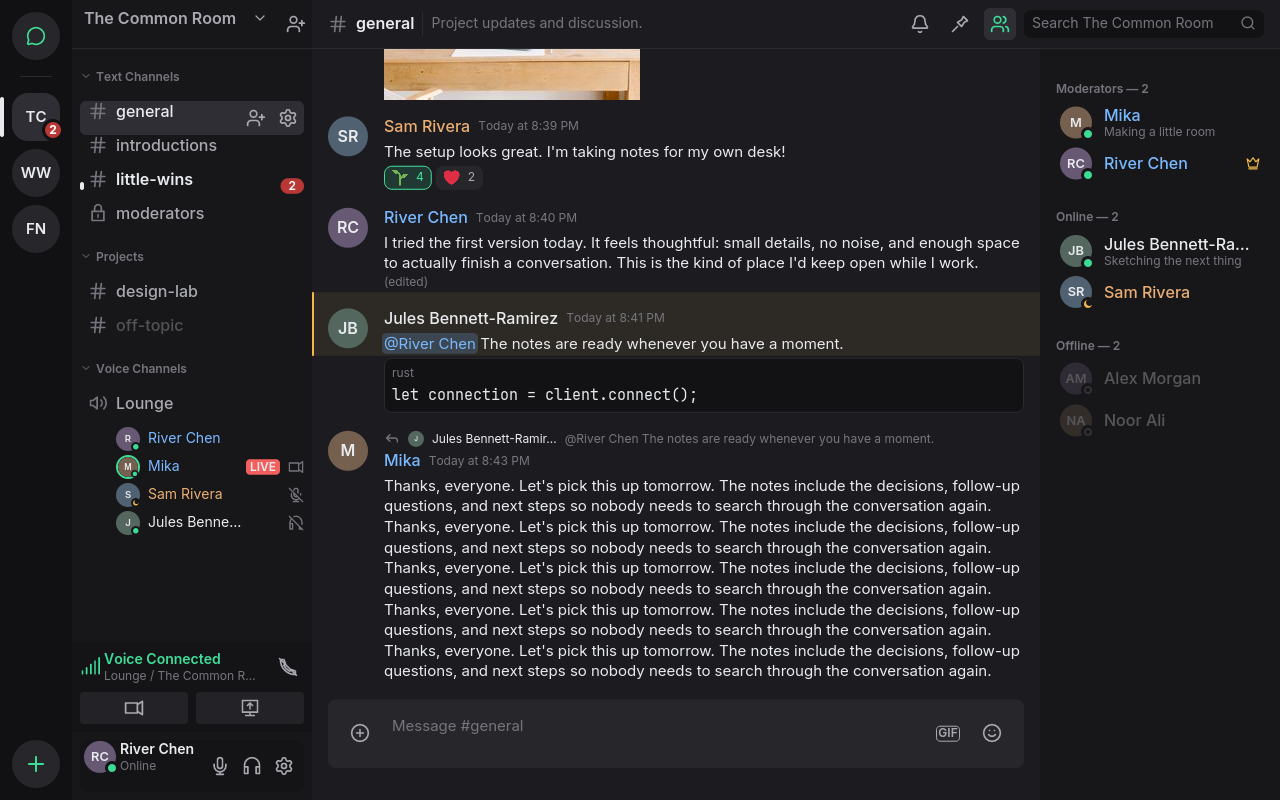 The Common Room
general
Project updates and discussion.
Search The Common Room
TC
2
WW
FN
Text Channels
general
introductions
little-wins
2
moderators
Projects
design-lab
off-topic
Voice Channels
Lounge
R
River Chen
M
Mika
LIVE
S
Sam Rivera
J
Jules Benne...
Voice Connected
Lounge / The Common R...
RC
River Chen
Online
SR
Sam Rivera
Today at 8:39 PM
The setup looks great. I'm taking notes for my own desk!
4
2
RC
River Chen
Today at 8:40 PM
I tried the first version today. It feels thoughtful: small details, no noise, and enough space
to actually finish a conversation. This is the kind of place I'd keep open while I work.
(edited)
JB
Jules Bennett-Ramirez
Today at 8:41 PM
@River Chen The notes are ready whenever you have a moment.
rust
let connection = client.connect();
J
Jules Bennett-Ramir...
@River Chen The notes are ready whenever you have a moment.
M
Mika
Today at 8:43 PM
Thanks, everyone. Let's pick this up tomorrow. The notes include the decisions, follow-up
questions, and next steps so nobody needs to search through the conversation again.
Thanks, everyone. Let's pick this up tomorrow. The notes include the decisions, follow-up
questions, and next steps so nobody needs to search through the conversation again.
Thanks, everyone. Let's pick this up tomorrow. The notes include the decisions, follow-up
questions, and next steps so nobody needs to search through the conversation again.
Thanks, everyone. Let's pick this up tomorrow. The notes include the decisions, follow-up
questions, and next steps so nobody needs to search through the conversation again.
Thanks, everyone. Let's pick this up tomorrow. The notes include the decisions, follow-up
questions, and next steps so nobody needs to search through the conversation again.
Message #general
GIF
Moderators — 2
M
Mika
Making a little room
RC
River Chen
Online — 2
JB
Jules Bennett-Ra...
Sketching the next thing
SR
Sam Rivera
Offline — 2
AM
Alex Morgan
NA
Noor Ali